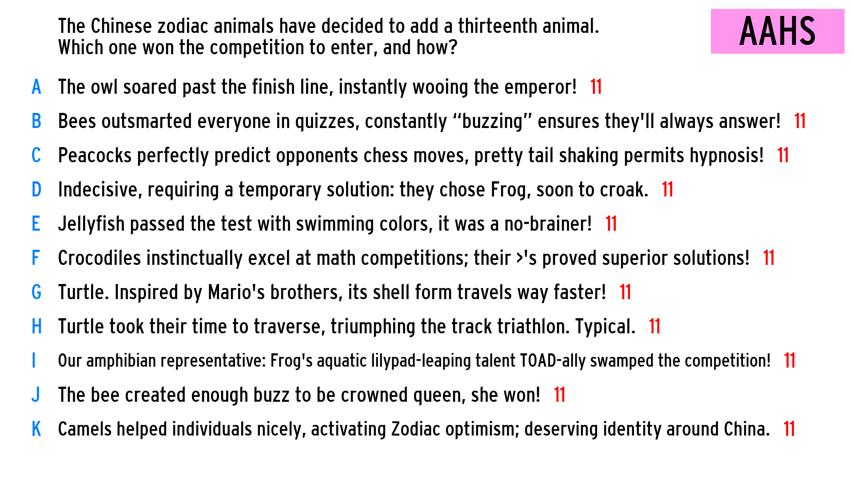 The Chinese zodiac animals have decided to add a thirteenth animal.
Which one won the competition to enter, and how?
AAHS
A The owl soared past the finish line, instantly wooing the emperor! 11
B Bees outsmarted everyone in quizzes, constantly “buzzing” ensures they'll always answer! 11
C Peacocks perfectly predict opponents chess moves, pretty tail shaking permits hypnosis! 11
D Indecisive, requiring a temporary solution: they chose Frog, soon to croak. 11
E Jellyfish passed the test with swimming colors, it was a no-brainer! 11
F Crocodiles instinctually excel at math competitions; their >'s proved superior solutions! 11
G Turtle. Inspired by Mario's brothers, its shell form travels way faster! 11
H Turtle took their time to traverse, triumphing the track triathlon. Typical. 11
I Our amphibian representative: Frog's aquatic lilypad-leaping talent TOAD-ally swamped the competition! 11
J The bee created enough buzz to be crowned queen, she won! 11
K Camels helped individuals nicely, activating Zodiac optimism; deserving identity around China. 11